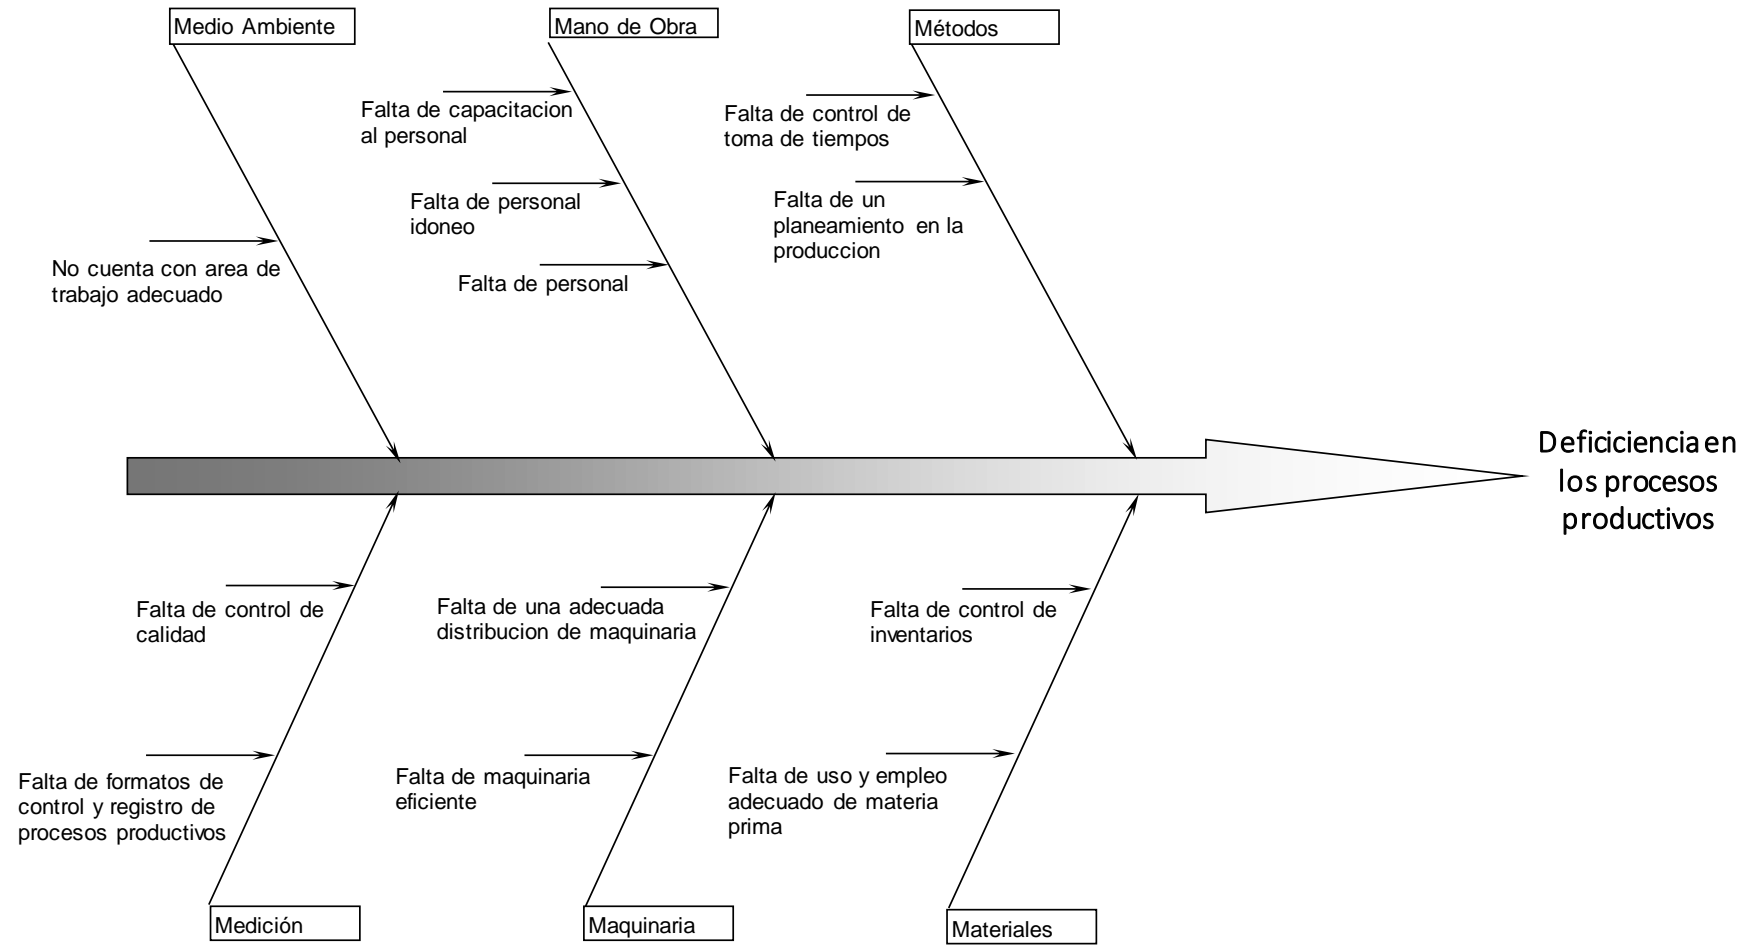 Medio Ambiente
Mano de Obra
Métodos
Falta de capacitacion
al personal
Falta de control de
toma de tiempos
Falta de personal
idoneo
Falta de un
planeamiento en la
produccion
No cuenta con area de
trabajo adecuado
Falta de personal
Deficiciencia en
los procesos
productivos
Falta de control de
calidad
Falta de una adecuada
distribucion de maquinaria
Falta de control de
inventarios
Falta de formatos de
control y registro de
procesos productivos
Falta de maquinaria
eficiente
Falta de uso y empleo
adecuado de materia
prima
Medición
Maquinaria
Materiales